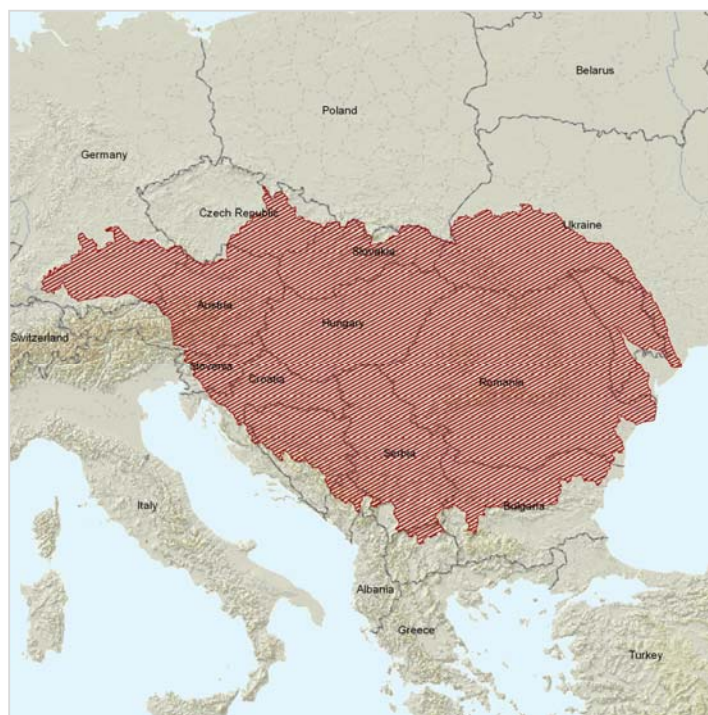 Belarus
Poland
Germany
Czech Republic
Ukraine
Slovakia
Austria
Hungary
Switzerland
Slovenia
Croatia
Romania
Serbia
Italy
Bulgaria
Albania
Greece
Turkey